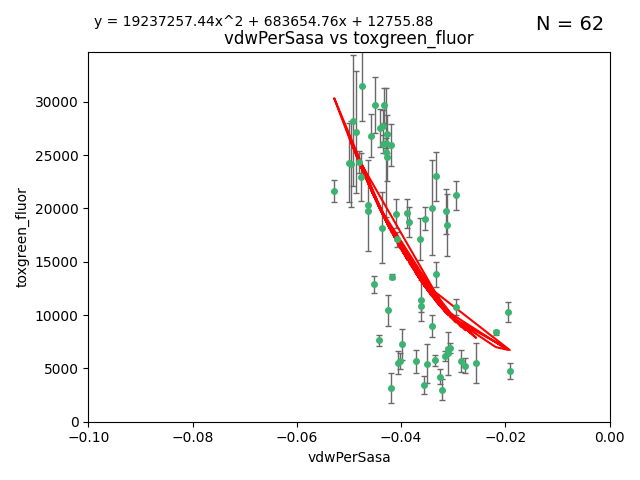 y = 19237257.44x^2 + 683654.76x + 12755.88
N = 62
vdwPerSasa vs toxgreen_fluor
toxgreen_fluor
30000
25000
20000
15000
10000
5000
0
−0.10
−0.08
−0.06
−0.04
−0.02
0.00
vdwPerSasa